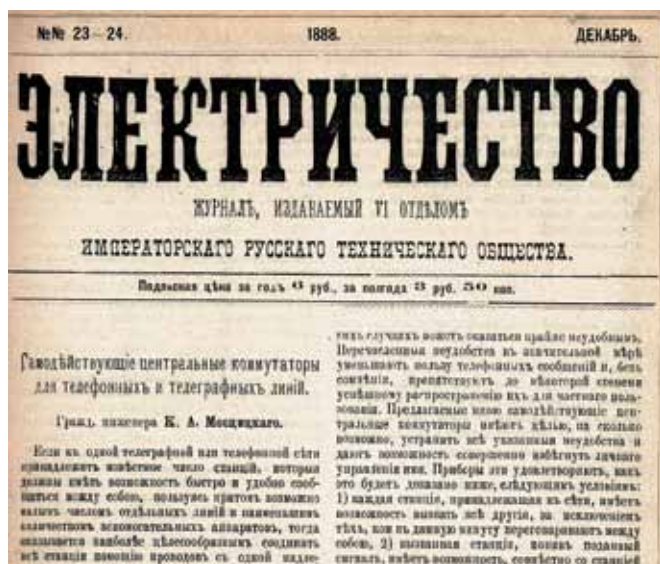 №№ 23—24. 1888. ДЕКАБРЬ.
ЭЛЕКТРИЧЕСТВО
ЖУРНАЛЪ, ИЗДАВАЕМЫЙ VI ОТДѢЛОМЪ
ИМПЕРАТОРСКАГО РУССКАГО ТЕХНИЧЕСКАГО ОБЩЕСТВА.
Подписная цѣна за годъ 6 руб., за полгода 3 руб. 50 коп.
Самодѣйствующіе центральные коммутаторы
для телефонныхъ и телеграфныхъ линій.
Гражд. инженера К. А. Мосцицкаго.
Если къ одной телеграфной или телефонной сѣти
принадлежитъ извѣстное число станцій, которыя
должны имѣть возможность быстро и удобно сооб-
щаться между собою, пользуясь притомъ возможно
малымъ числомъ отдѣльныхъ линій и наименьшимъ
количествомъ вспомогательныхъ аппаратовъ, тогда
оказывается наиболѣе цѣлесообразнымъ соединить
всѣ станціи помощію проводовъ съ одной надле-
случаяхъ можетъ оказаться крайне неудобнымъ.
Перечисленныя неудобства въ значительной мѣрѣ
уменьшаютъ пользу телефонныхъ сообщеній и, безъ
сомнѣнія, препятствуютъ до нѣкоторой степени
успѣшному распространенію ихъ для частнаго поль-
зованія. Предлагаемые мною самодѣйствующіе цен-
тральные коммутаторы имѣютъ цѣлью, на сколько
возможно, устранить всѣ указанныя неудобства и
даютъ возможность совершенно избѣгнуть личнаго
управленія ими. Приборы эти удовлетворяютъ, какъ
это будетъ доказано ниже, слѣдующимъ условіямъ:
1) каждая станція, принадлежащая къ сѣти, имѣетъ
возможность вызвать всѣ другія, за исключеніемъ
тѣхъ, кои въ данную минуту переговариваютъ между
собою, 2) вызванная станція, понявъ поданный
сигналъ, имѣетъ возможность, совмѣстно со станціей